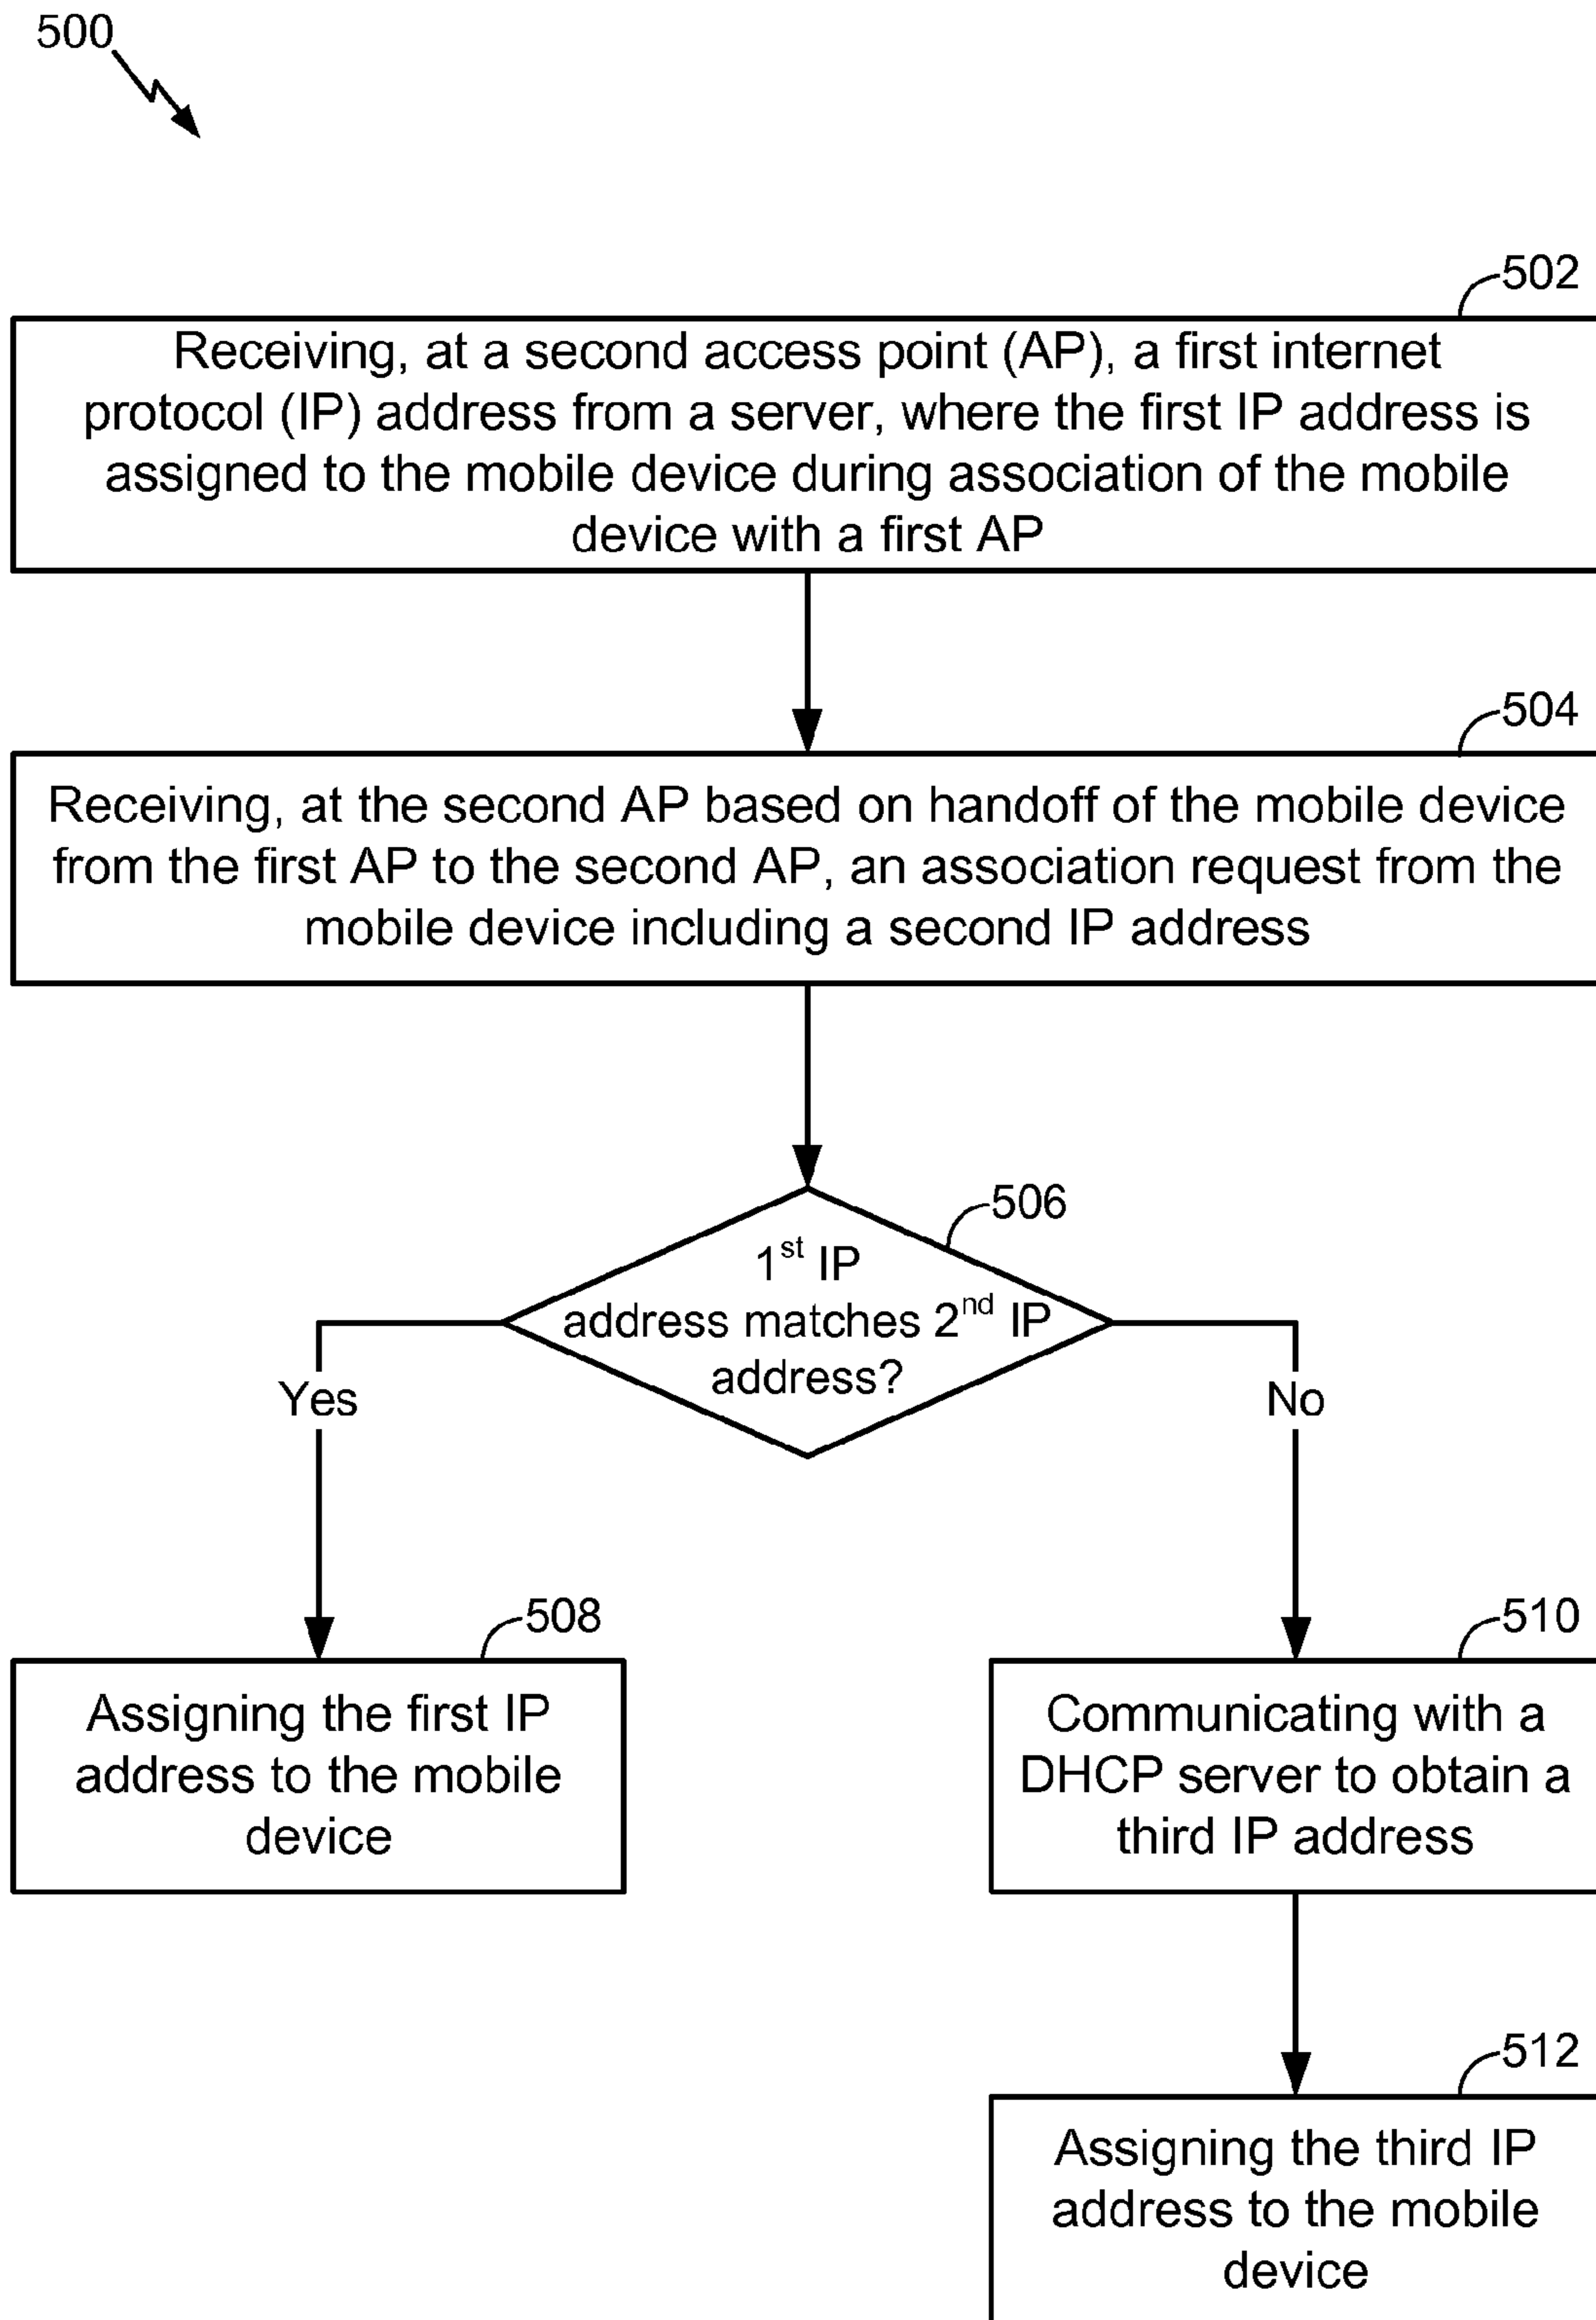 500
502
Receiving, at a second access point (AP), a first internet
protocol (IP) address from a server, where the first IP address is
assigned to the mobile device during association of the mobile
device with a first AP
504
Receiving, at the second AP based on handoff of the mobile device
from the first AP to the second AP, an association request from the
mobile device including a second IP address
506
1st IP
address matches 2nd IP
address?
Yes
No
508
Assigning the first IP
address to the mobile
device
510
Communicating with a
DHCP server to obtain a
third IP address
512
Assigning the third IP
address to the mobile
device